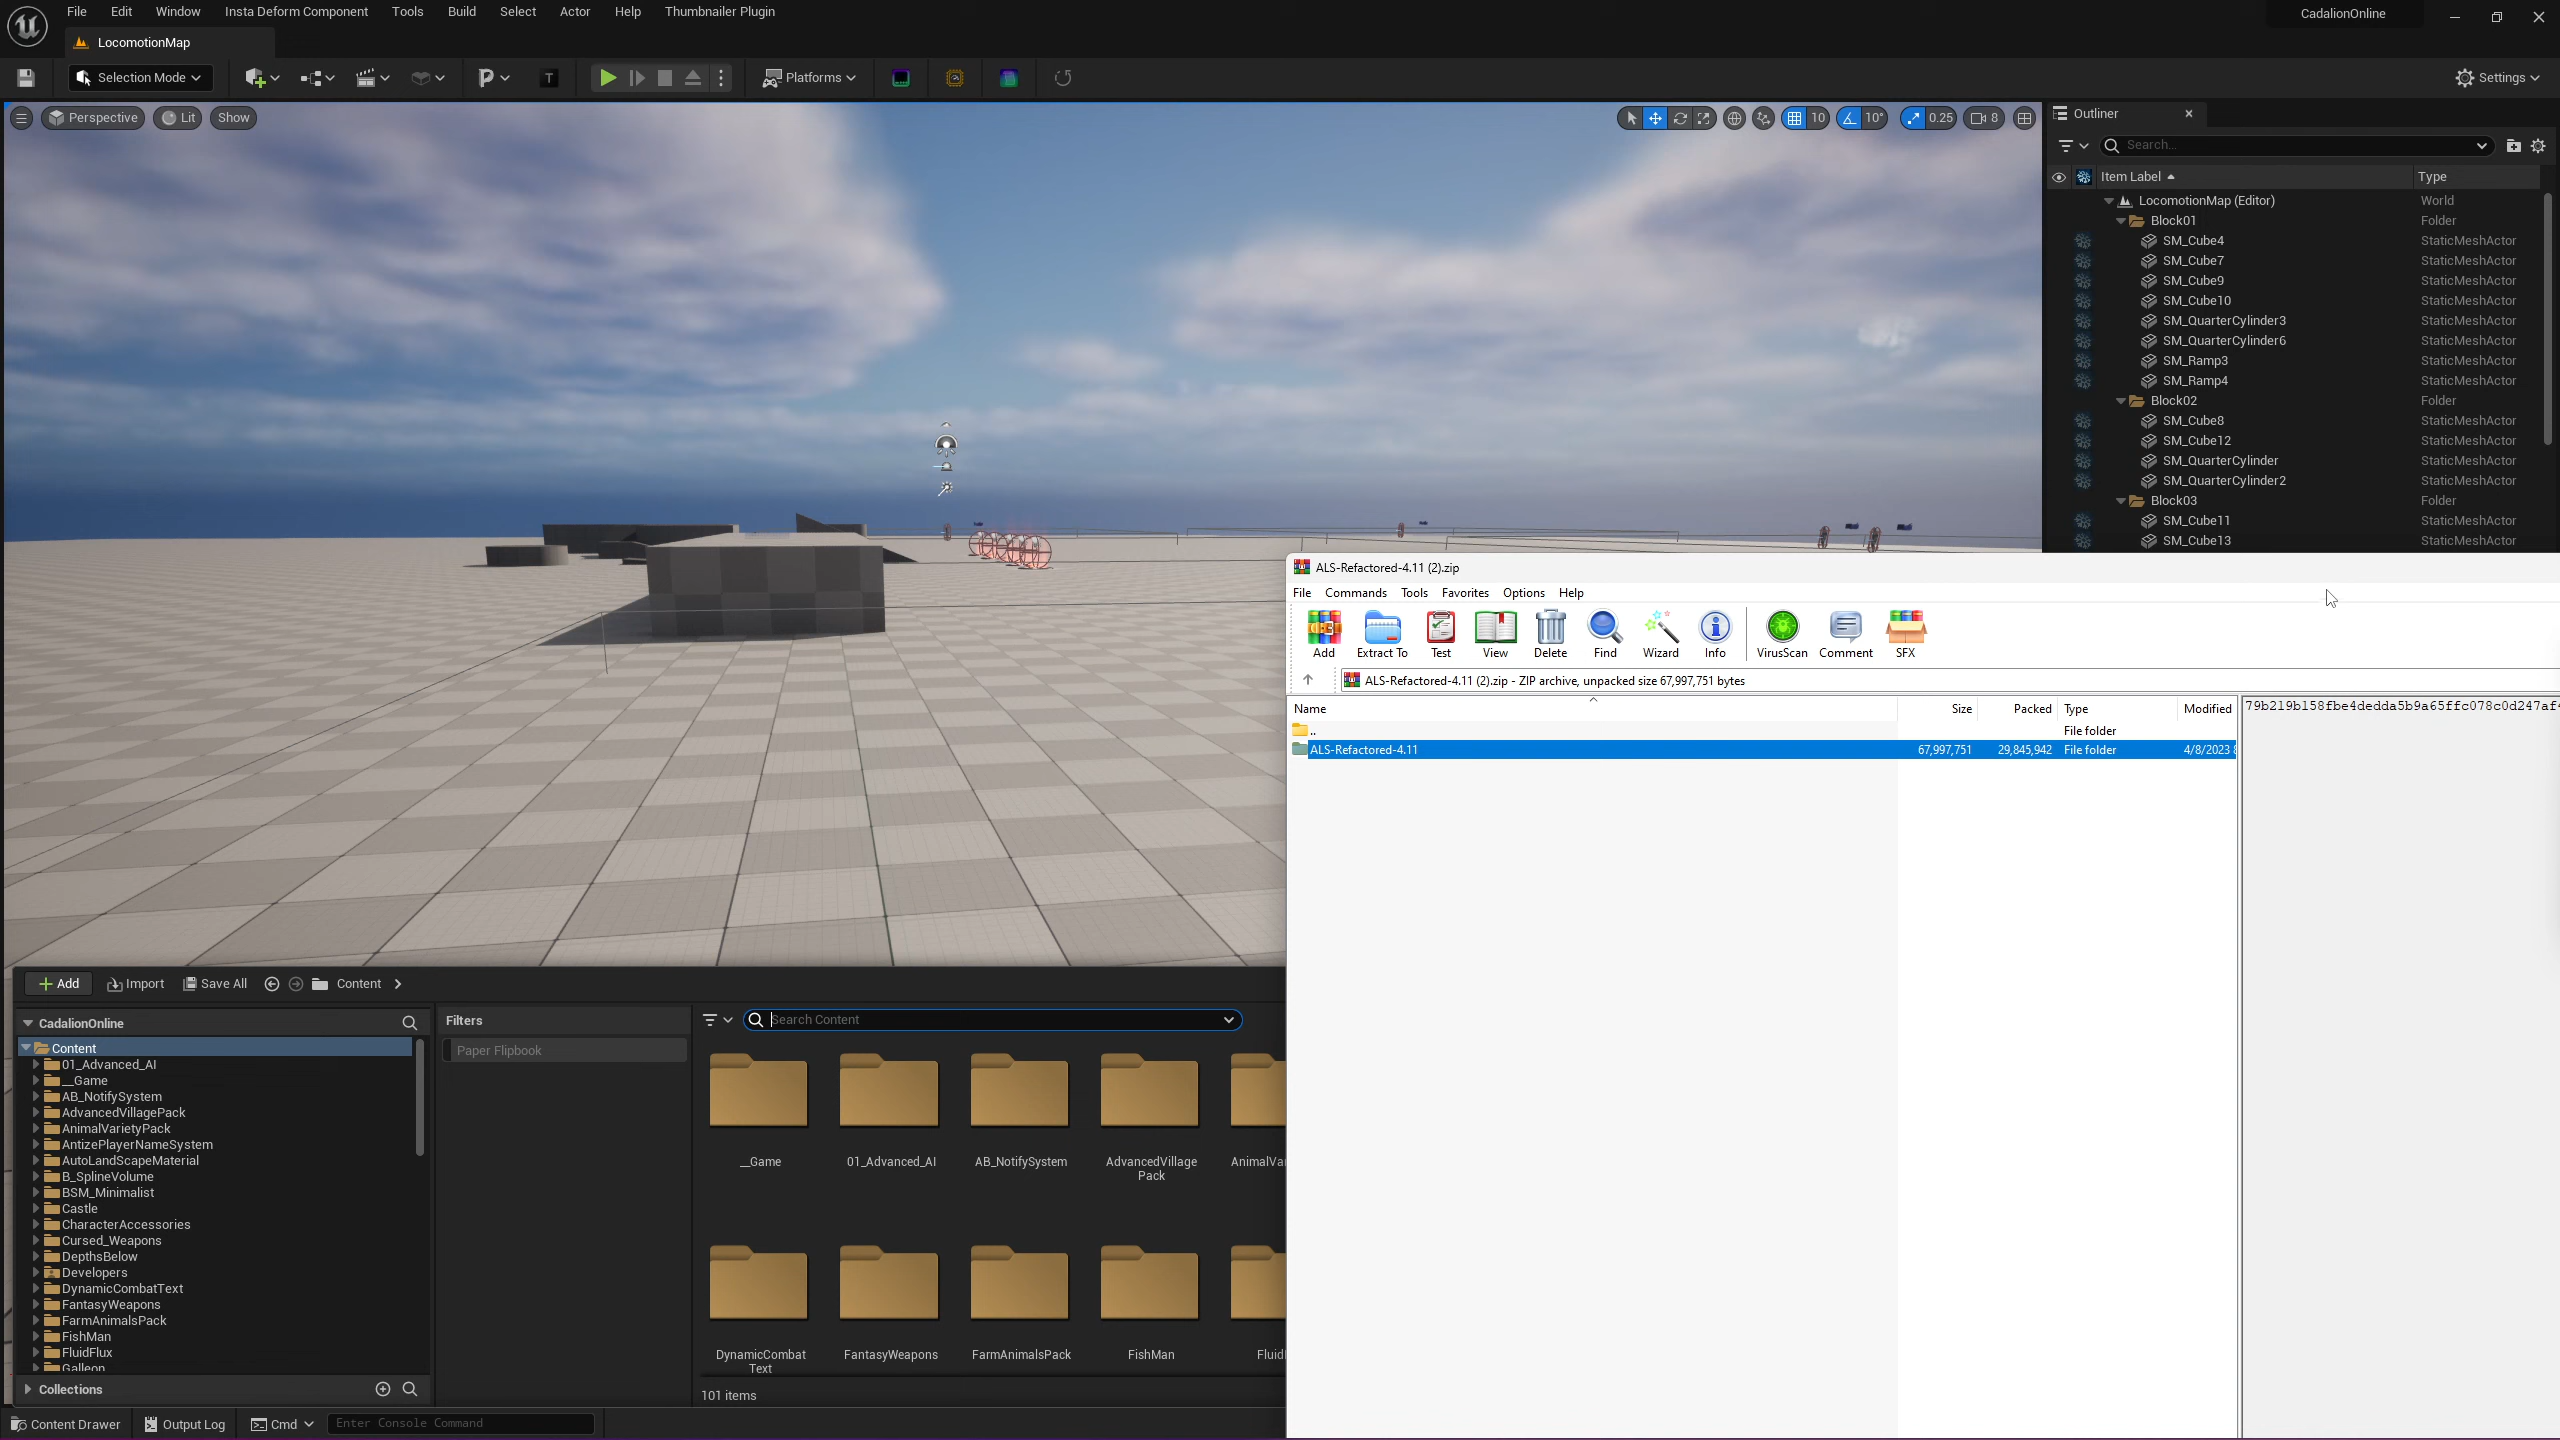 File Edit Window Insta Deform Component Tools Build Select Actor Help Thumbnailer Plugin
CadalionOnline
LocomotionMap
Selection Mode
Platforms
Settings
Perspective Lit Show
10 10° 0.25 8
Outliner
Search...
Item Label Type
LocomotionMap (Editor) World
Block01 Folder
SM_Cube4 StaticMeshActor
SM_Cube7 StaticMeshActor
SM_Cube9 StaticMeshActor
SM_Cube10 StaticMeshActor
SM_QuarterCylinder3 StaticMeshActor
SM_QuarterCylinder6 StaticMeshActor
SM_Ramp3 StaticMeshActor
SM_Ramp4 StaticMeshActor
Block02 Folder
SM_Cube8 StaticMeshActor
SM_Cube12 StaticMeshActor
SM_QuarterCylinder StaticMeshActor
SM_QuarterCylinder2 StaticMeshActor
Block03 Folder
SM_Cube11 StaticMeshActor
SM_Cube13 StaticMeshActor
ALS-Refactored-4.11 (2).zip
File Commands Tools Favorites Options Help
Add Extract To Test View Delete Find Wizard Info VirusScan Comment SFX
ALS-Refactored-4.11 (2).zip - ZIP archive, unpacked size 67,997,751 bytes
Name Size Packed Type Modified
.. File folder
ALS-Refactored-4.11 67,997,751 29,845,942 File folder 4/8/2023
79b219b158fbe4dedda5b9a65ffc078c0d247af
Add Import Save All Content
CadalionOnline
Content
01_Advanced_AI
__Game
AB_NotifySystem
AdvancedVillagePack
AnimalVarietyPack
AntizePlayerNameSystem
AutoLandScapeMaterial
B_SplineVolume
BSM_Minimalist
Castle
CharacterAccessories
Cursed_Weapons
DepthsBelow
Developers
DynamicCombatText
FantasyWeapons
FarmAnimalsPack
FishMan
FluidFlux
Galleon
Collections
Filters
Paper Flipbook
Search Content
__Game 01_Advanced_AI AB_NotifySystem AdvancedVillage AnimalVa
Pack
DynamicCombat FantasyWeapons FarmAnimalsPack FishMan Fluid
Text
101 items
Content Drawer Output Log Cmd Enter Console Command